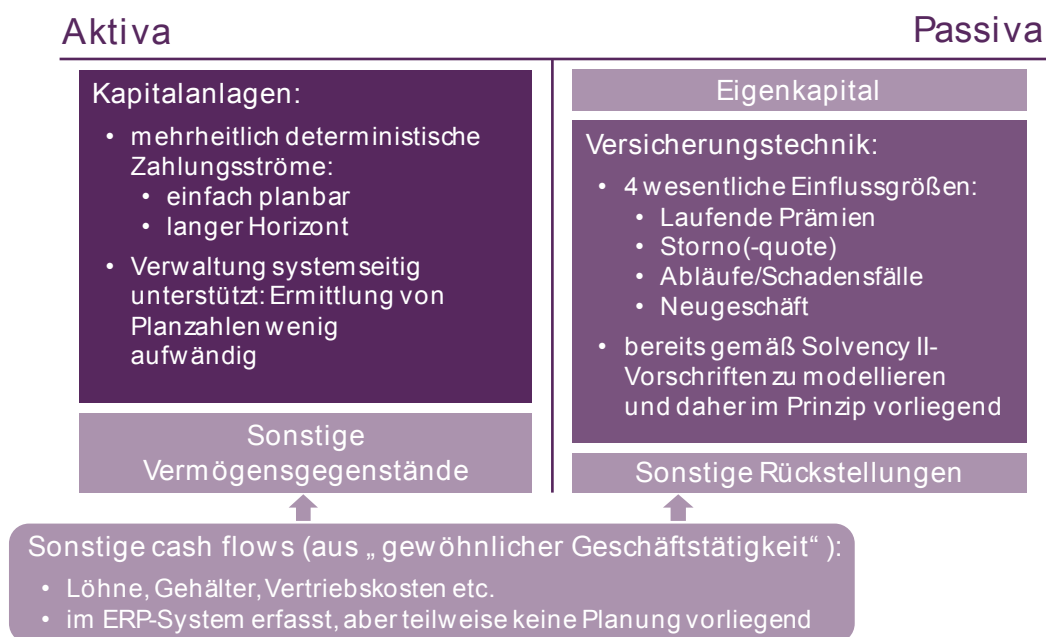 Aktiva
Passiva
Kapitalanlagen:
• mehrheitlich deterministische
Zahlungsströme:
• einfach planbar
• langer Horizont
• Verwaltung systemseitig
unterstützt: Ermittlung von
Planzahlen wenig
aufwändig
Sonstige
Vermögensgegenstände
Eigenkapital
Versicherungstechnik:
• 4 wesentliche Einflussgrößen:
• Laufende Prämien
• Storno(-quote)
• Abläufe/Schadensfälle
• Neugeschäft
• bereits gemäß Solvency II-
Vorschriften zu modellieren
und daher im Prinzip vorliegend
Sonstige Rückstellungen
Sonstige cash flows (aus „gewöhnlicher Geschäftstätigkeit“ ):
• Löhne, Gehälter, Vertriebskosten etc.
• im ERP-System erfasst, aber teilweise keine Planung vorliegend